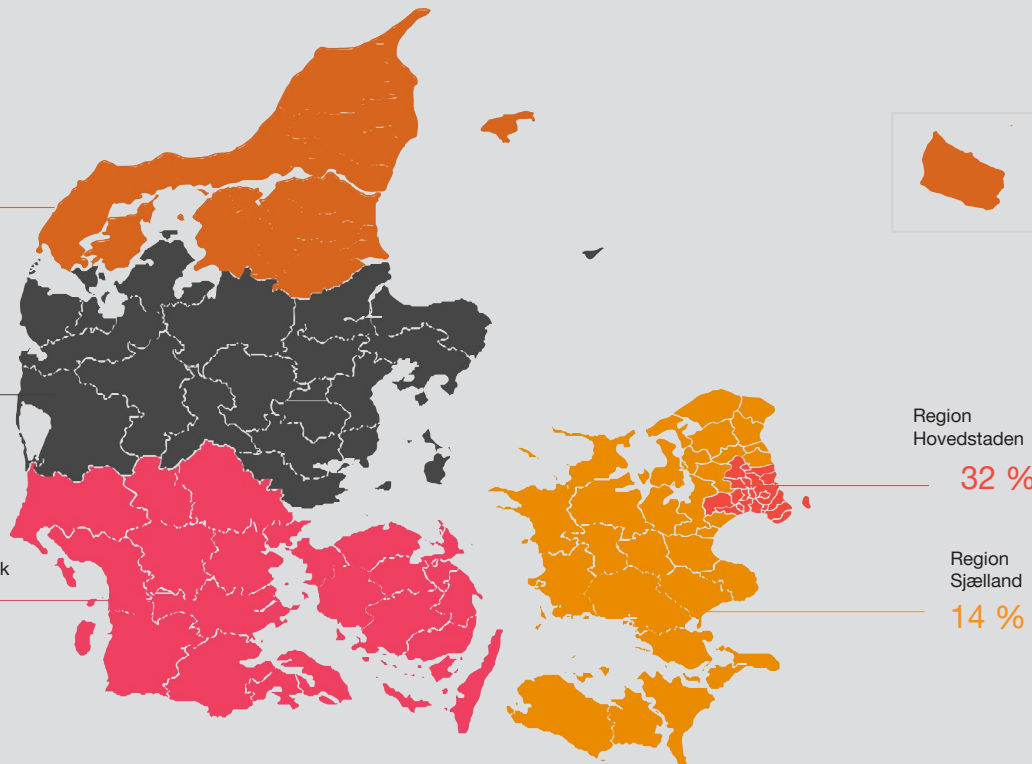 Region
Hovedstaden
32 %
k
Region
Sjælland
14 %